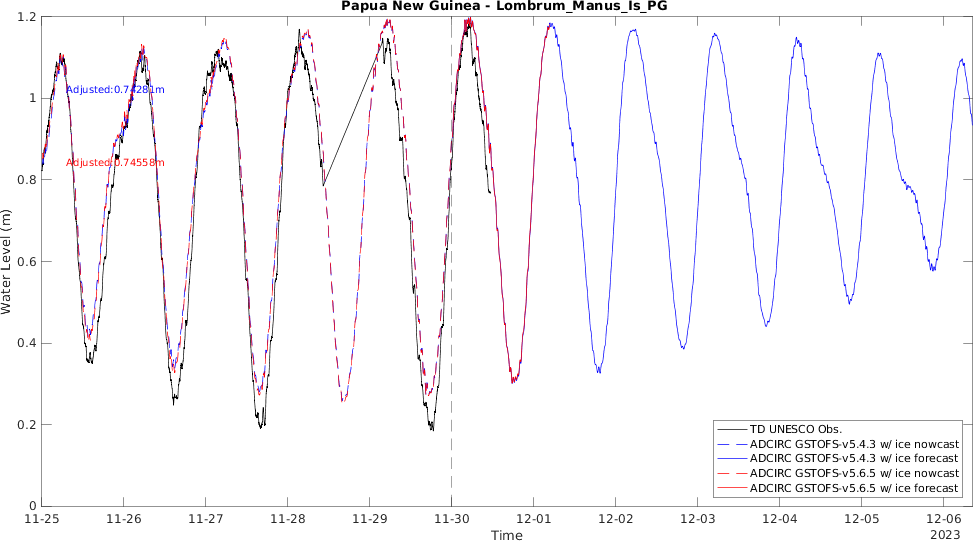 Papua New Guinea - Lombrum_Manus_Is_PG
1.2
1
0.8
0.6
0.4
0.2
0
Water Level (m)
Adjusted:0.74281m
Adjusted:0.74558m
TD UNESCO Obs.
ADCIRC GSTOFS-v5.4.3 w/ ice nowcast
ADCIRC GSTOFS-v5.4.3 w/ ice forecast
ADCIRC GSTOFS-v5.6.5 w/ ice nowcast
ADCIRC GSTOFS-v5.6.5 w/ ice forecast
11-25 11-26 11-27 11-28 11-29 11-30 12-01 12-02 12-03 12-04 12-05 12-06
Time
2023